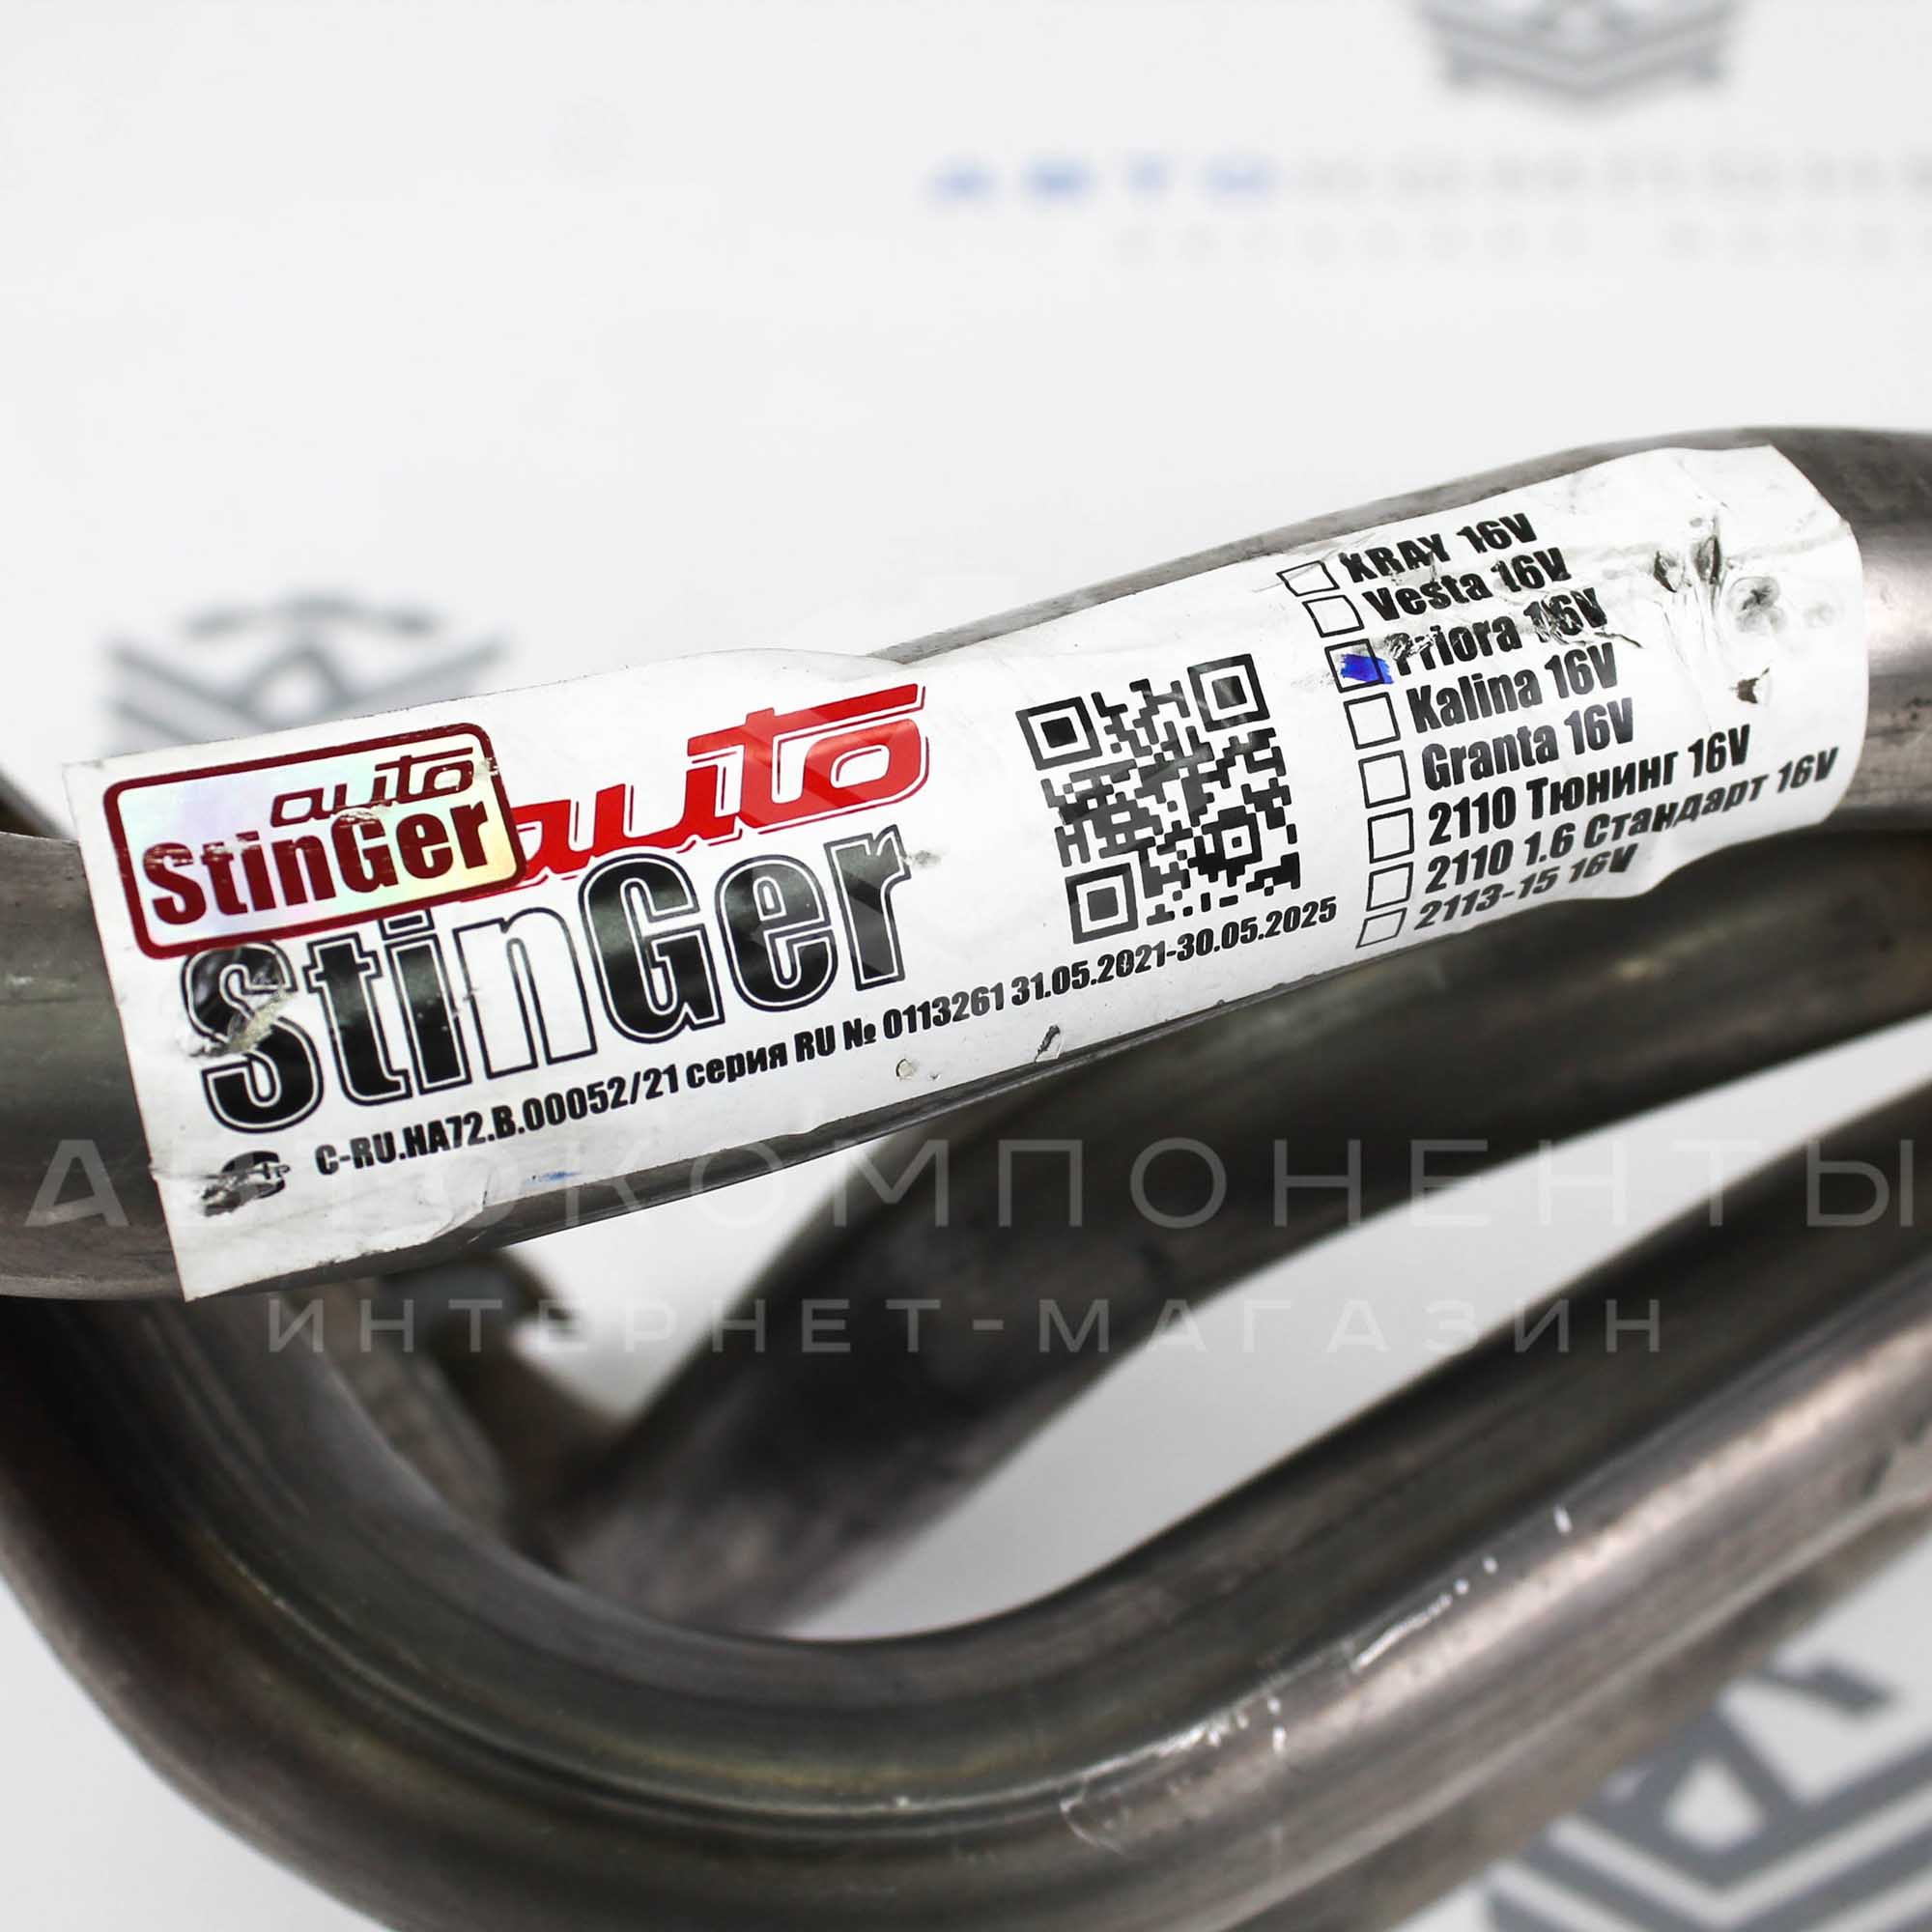 auto
StinGer
auto
StinGer
C-RU.HA72.B.00052/21 серия RU № 0113261 31.05.2021-30.05.2025
XRAY 16V
Vesta 16V
Priora 16V
Kalina 16V
Granta 16V
2110 Тюнинг 16V
2110 1.6 Стандарт 16V
2113-15 16V
АВТОКОМПОНЕНТЫ
ИНТЕРНЕТ-МАГАЗИН